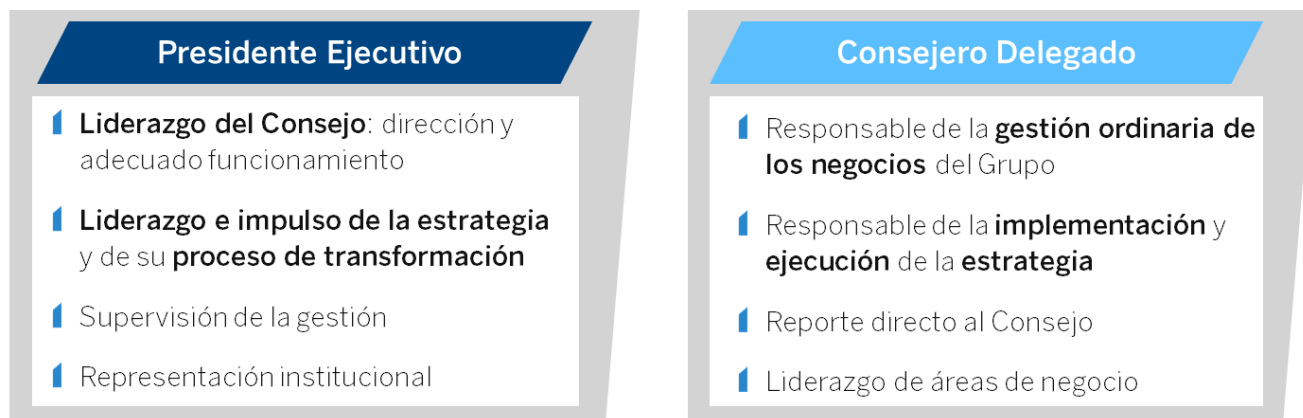 Presidente Ejecutivo
Liderazgo del Consejo: dirección y
adecuado funcionamiento
Liderazgo e impulso de la estrategia
y de su proceso de transformación
Supervisión de la gestión
Representación institucional
Consejero Delegado
Responsable de la gestión ordinaria de
los negocios del Grupo
Responsable de la implementación y
ejecución de la estrategia
Reporte directo al Consejo
Liderazgo de áreas de negocio